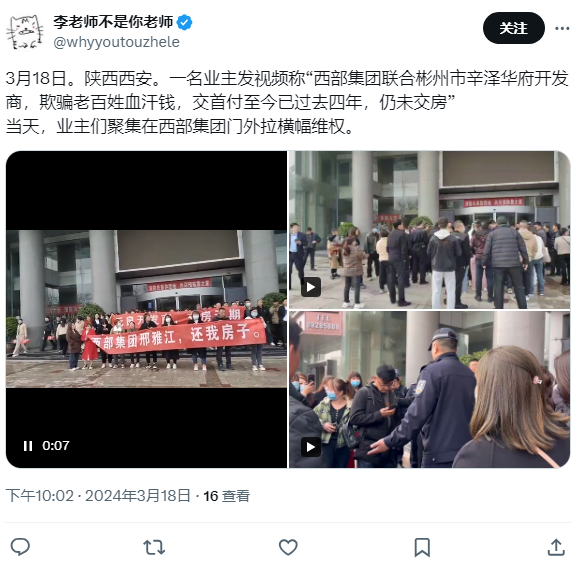 李老师不是你老师
@whyyoutouzhele
关注
3月18日。陕西西安。一名业主发视频称“西部集团联合彬州市辛泽华府开发
商，欺骗老百姓血汗钱，交首付至今已过去四年，仍未交房”
当天，业主们聚集在西部集团门外拉横幅维权。
西部集团邢雅江，还我房子。
0:07
下午10:02 · 2024年3月18日 · 16 查看